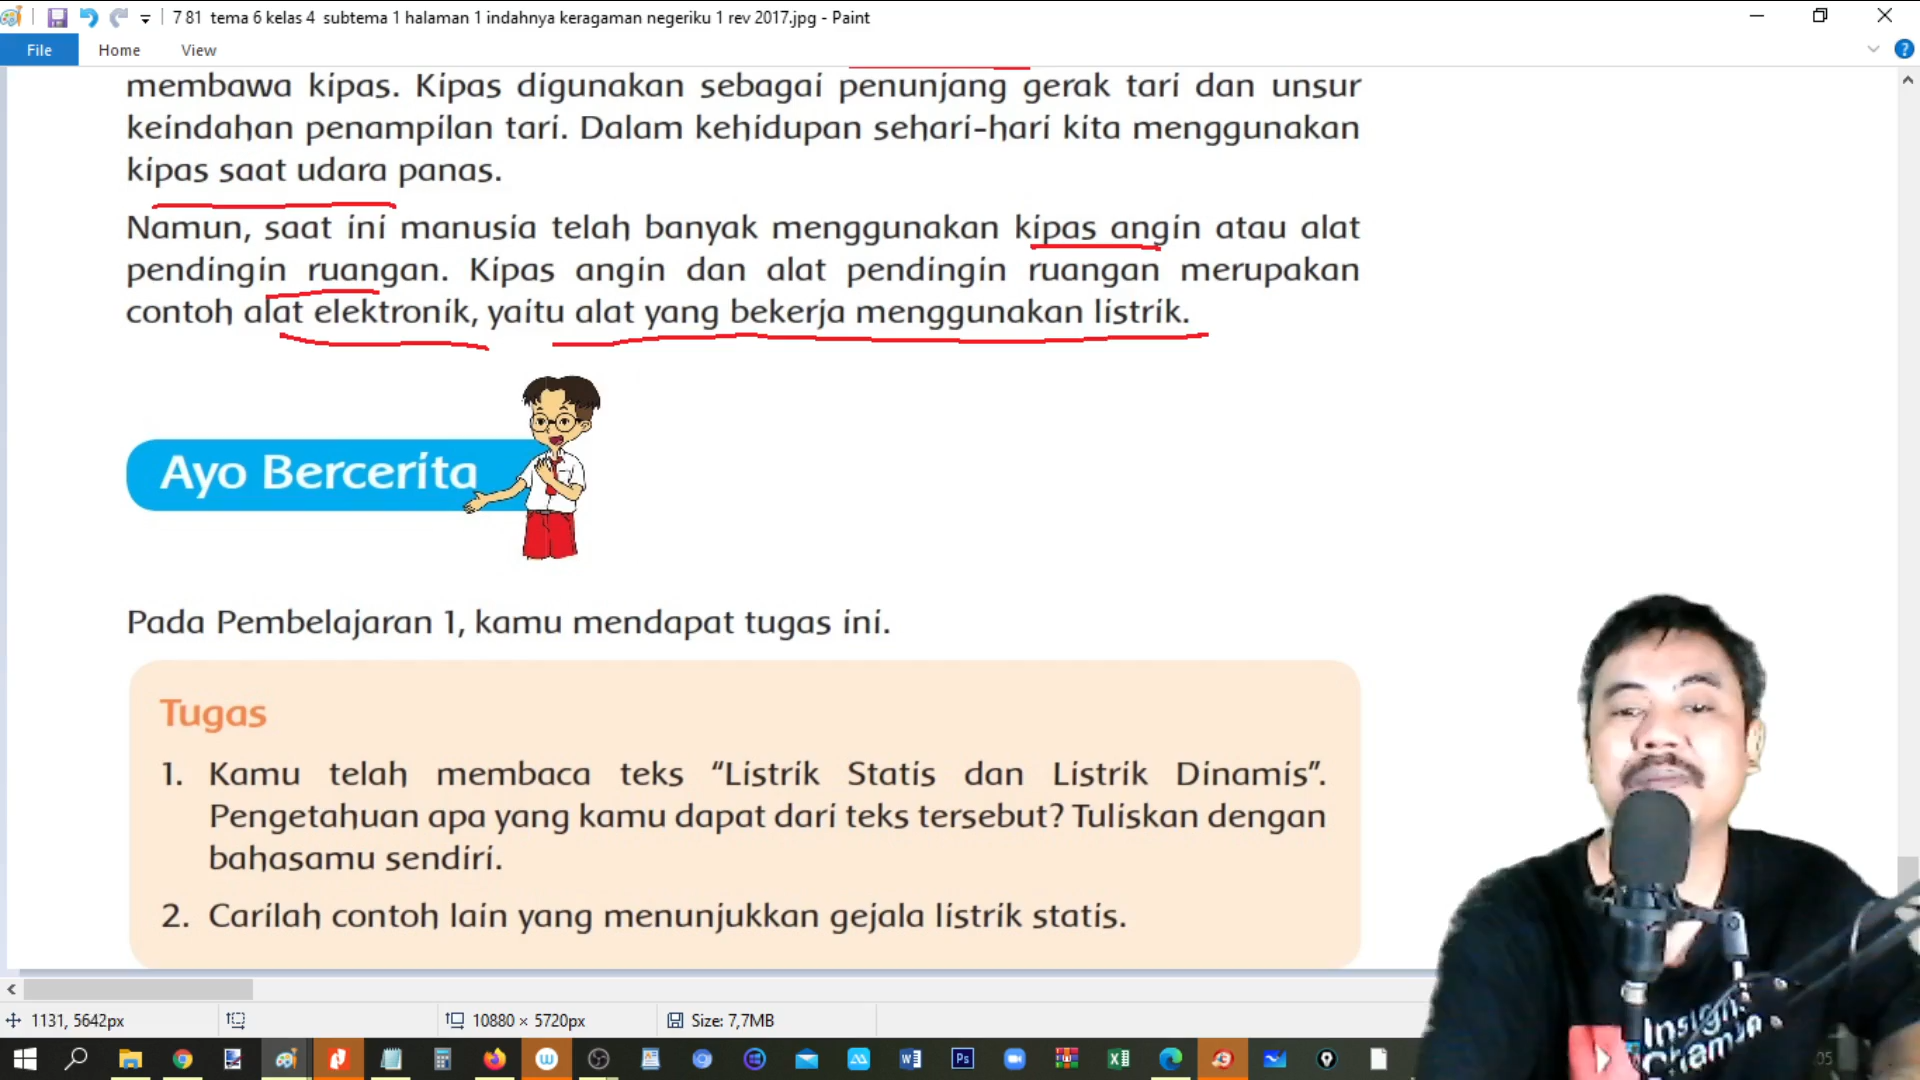 7 81 tema 6 kelas 4 subtema 1 halaman 1 indahnya keragaman negeriku 1 rev 2017.jpg - Paint
File Home View
membawa kipas. Kipas digunakan sebagai penunjang gerak tari dan unsur
keindahan penampilan tari. Dalam kehidupan sehari-hari kita menggunakan
kipas saat udara panas.
Namun, saat ini manusia telah banyak menggunakan kipas angin atau alat
pendingin ruangan. Kipas angin dan alat pendingin ruangan merupakan
contoh alat elektronik, yaitu alat yang bekerja menggunakan listrik.
Ayo Bercerita
Pada Pembelajaran 1, kamu mendapat tugas ini.
Tugas
1. Kamu telah membaca teks “Listrik Statis dan Listrik Dinamis”.
Pengetahuan apa yang kamu dapat dari teks tersebut? Tuliskan dengan
bahasamu sendiri.
2. Carilah contoh lain yang menunjukkan gejala listrik statis.
1131, 5642px 10880 × 5720px Size: 7,7MB
Insight
Ps
05